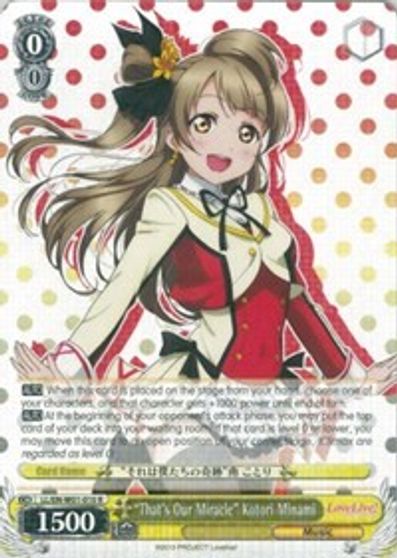 0
0
AUTO When this card is placed on the stage from your hand, choose one of
your characters, and that character gets +1000 power until end of turn.
AUTO At the beginning of your opponent's attack phase, you may put the top
card of your deck into your waiting room. If that card is level 0 or lower, you
may move this card to an open position of your center stage. (Climax are
regarded as level 0)
Card Name "それは僕たちの奇跡"南 ことり
LL/EN-W01-010 R
1500
"That's Our Miracle" Kotori Minami
LoveLive!
Music
©2013 PROJECT Lovelive!